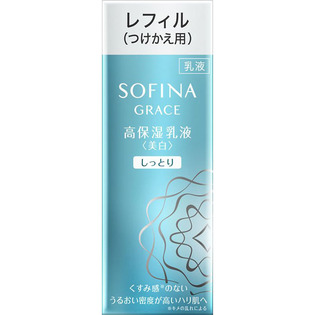 レフィル
(つけかえ用)
乳液
SOFINA
GRACE
高保湿乳液
〈美白〉
しっとり
くすみ感※のない
うるおい密度が高いハリ肌へ
※キメの乱れによる